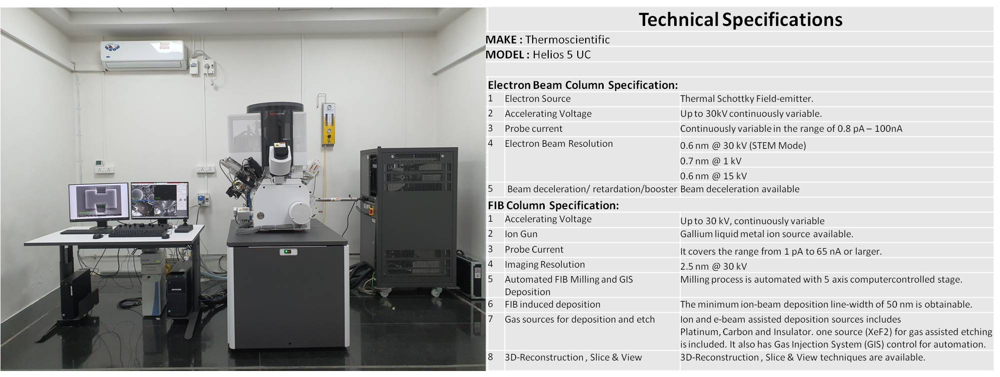 Technical Specifications
MAKE : Thermoscientific
MODEL : Helios 5 UC
Electron Beam Column Specification:
1 Electron Source Thermal Schottky Field-emitter.
2 Accelerating Voltage Up to 30kV continuously variable.
3 Probe current Continuously variable in the range of 0.8 pA – 100nA
4 Electron Beam Resolution 0.6 nm @ 30 kV (STEM Mode)
0.7 nm @ 1 kV
0.6 nm @ 15 kV
5 Beam deceleration/ retardation/booster Beam deceleration available
FIB Column Specification:
1 Accelerating Voltage Up to 30 kV, continuously variable
2 Ion Gun Gallium liquid metal ion source available.
3 Probe Current It covers the range from 1 pA to 65 nA or larger.
4 Imaging Resolution 2.5 nm @ 30 kV
5 Automated FIB Milling and GIS Milling process is automated with 5 axis computercontrolled stage.
Deposition
6 FIB induced deposition The minimum ion-beam deposition line-width of 50 nm is obtainable.
7 Gas sources for deposition and etch Ion and e-beam assisted deposition sources includes
Platinum, Carbon and Insulator. one source (XeF2) for gas assisted etching
is included. It also has Gas Injection System (GIS) control for automation.
8 3D-Reconstruction , Slice & View 3D-Reconstruction , Slice & View techniques are available.